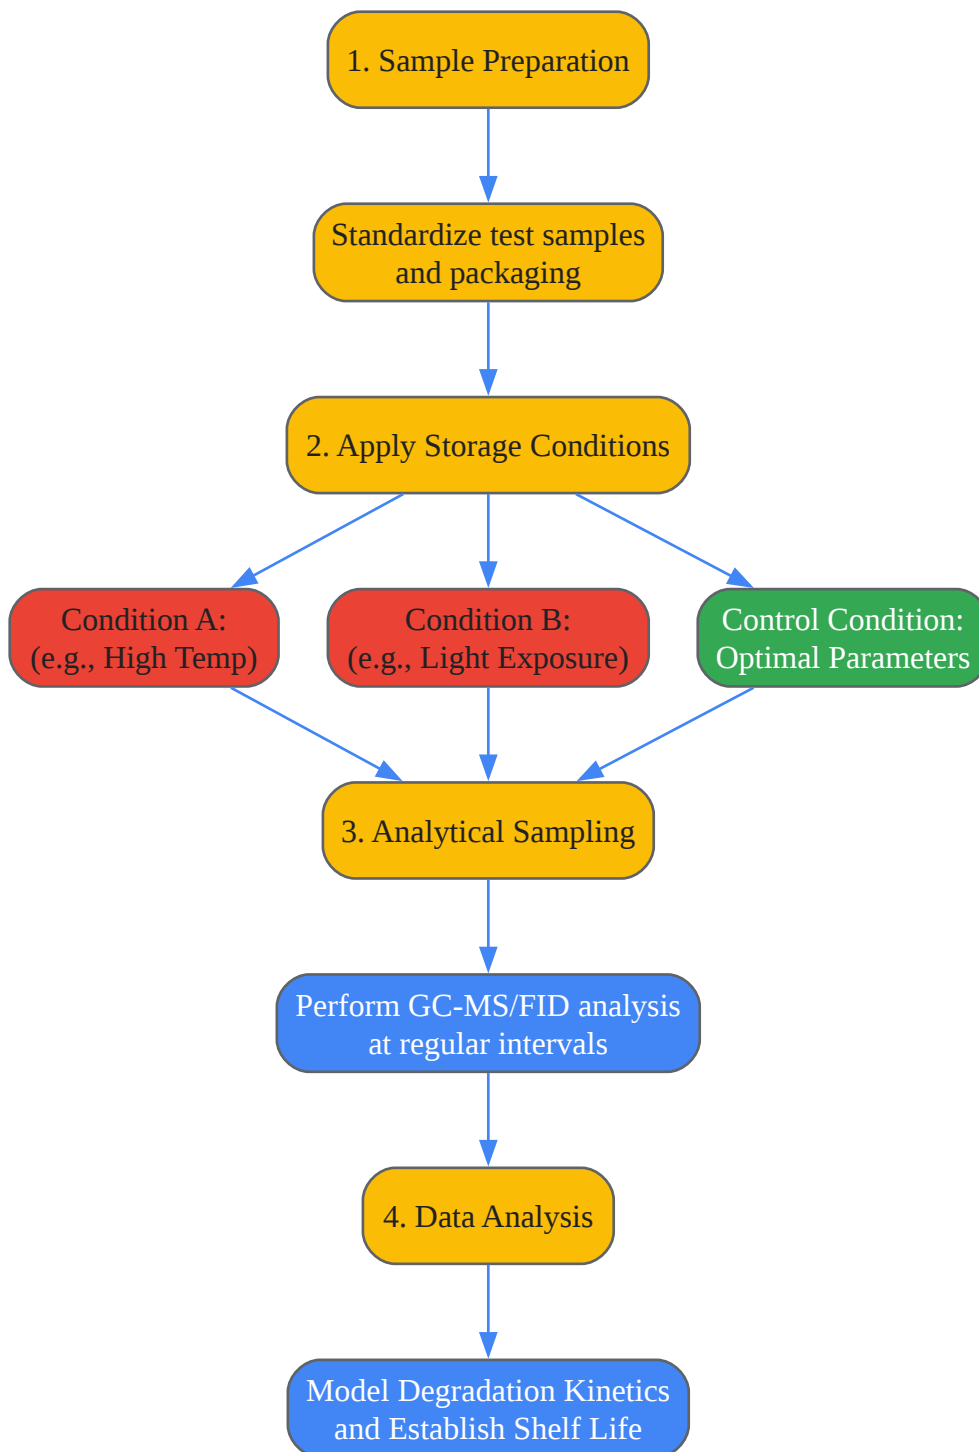 1. Sample Preparation
Standardize test samples
and packaging
2. Apply Storage Conditions
Condition A:
(e.g., High Temp)
Condition B:
(e.g., Light Exposure)
Control Condition:
Optimal Parameters
3. Analytical Sampling
Perform GC-MS/FID analysis
at regular intervals
4. Data Analysis
Model Degradation Kinetics
and Establish Shelf Life